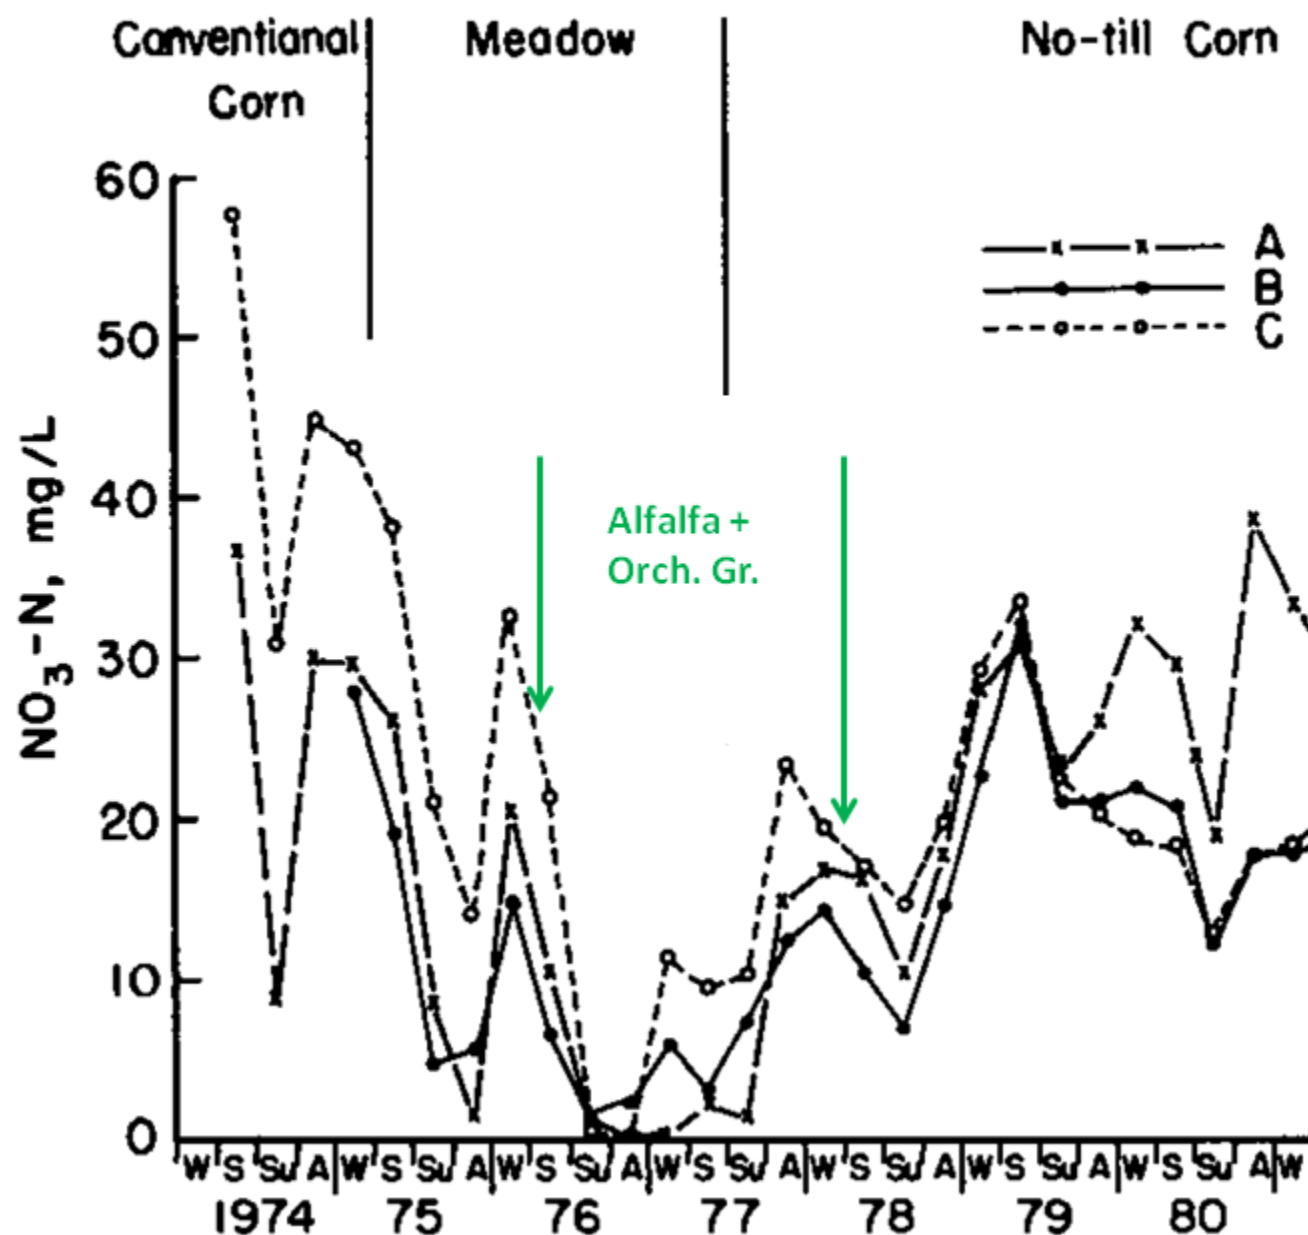 Conventional
Corn
Meadow
No-till Corn
60
50
40
30
20
10
0
NO3-N, mg/L
A
B
C
Alfalfa +
Orch. Gr.
W S Su A W S Su A W S Su A W S Su A W S Su A W S Su A W S Su A W
1974 75 76 77 78 79 80